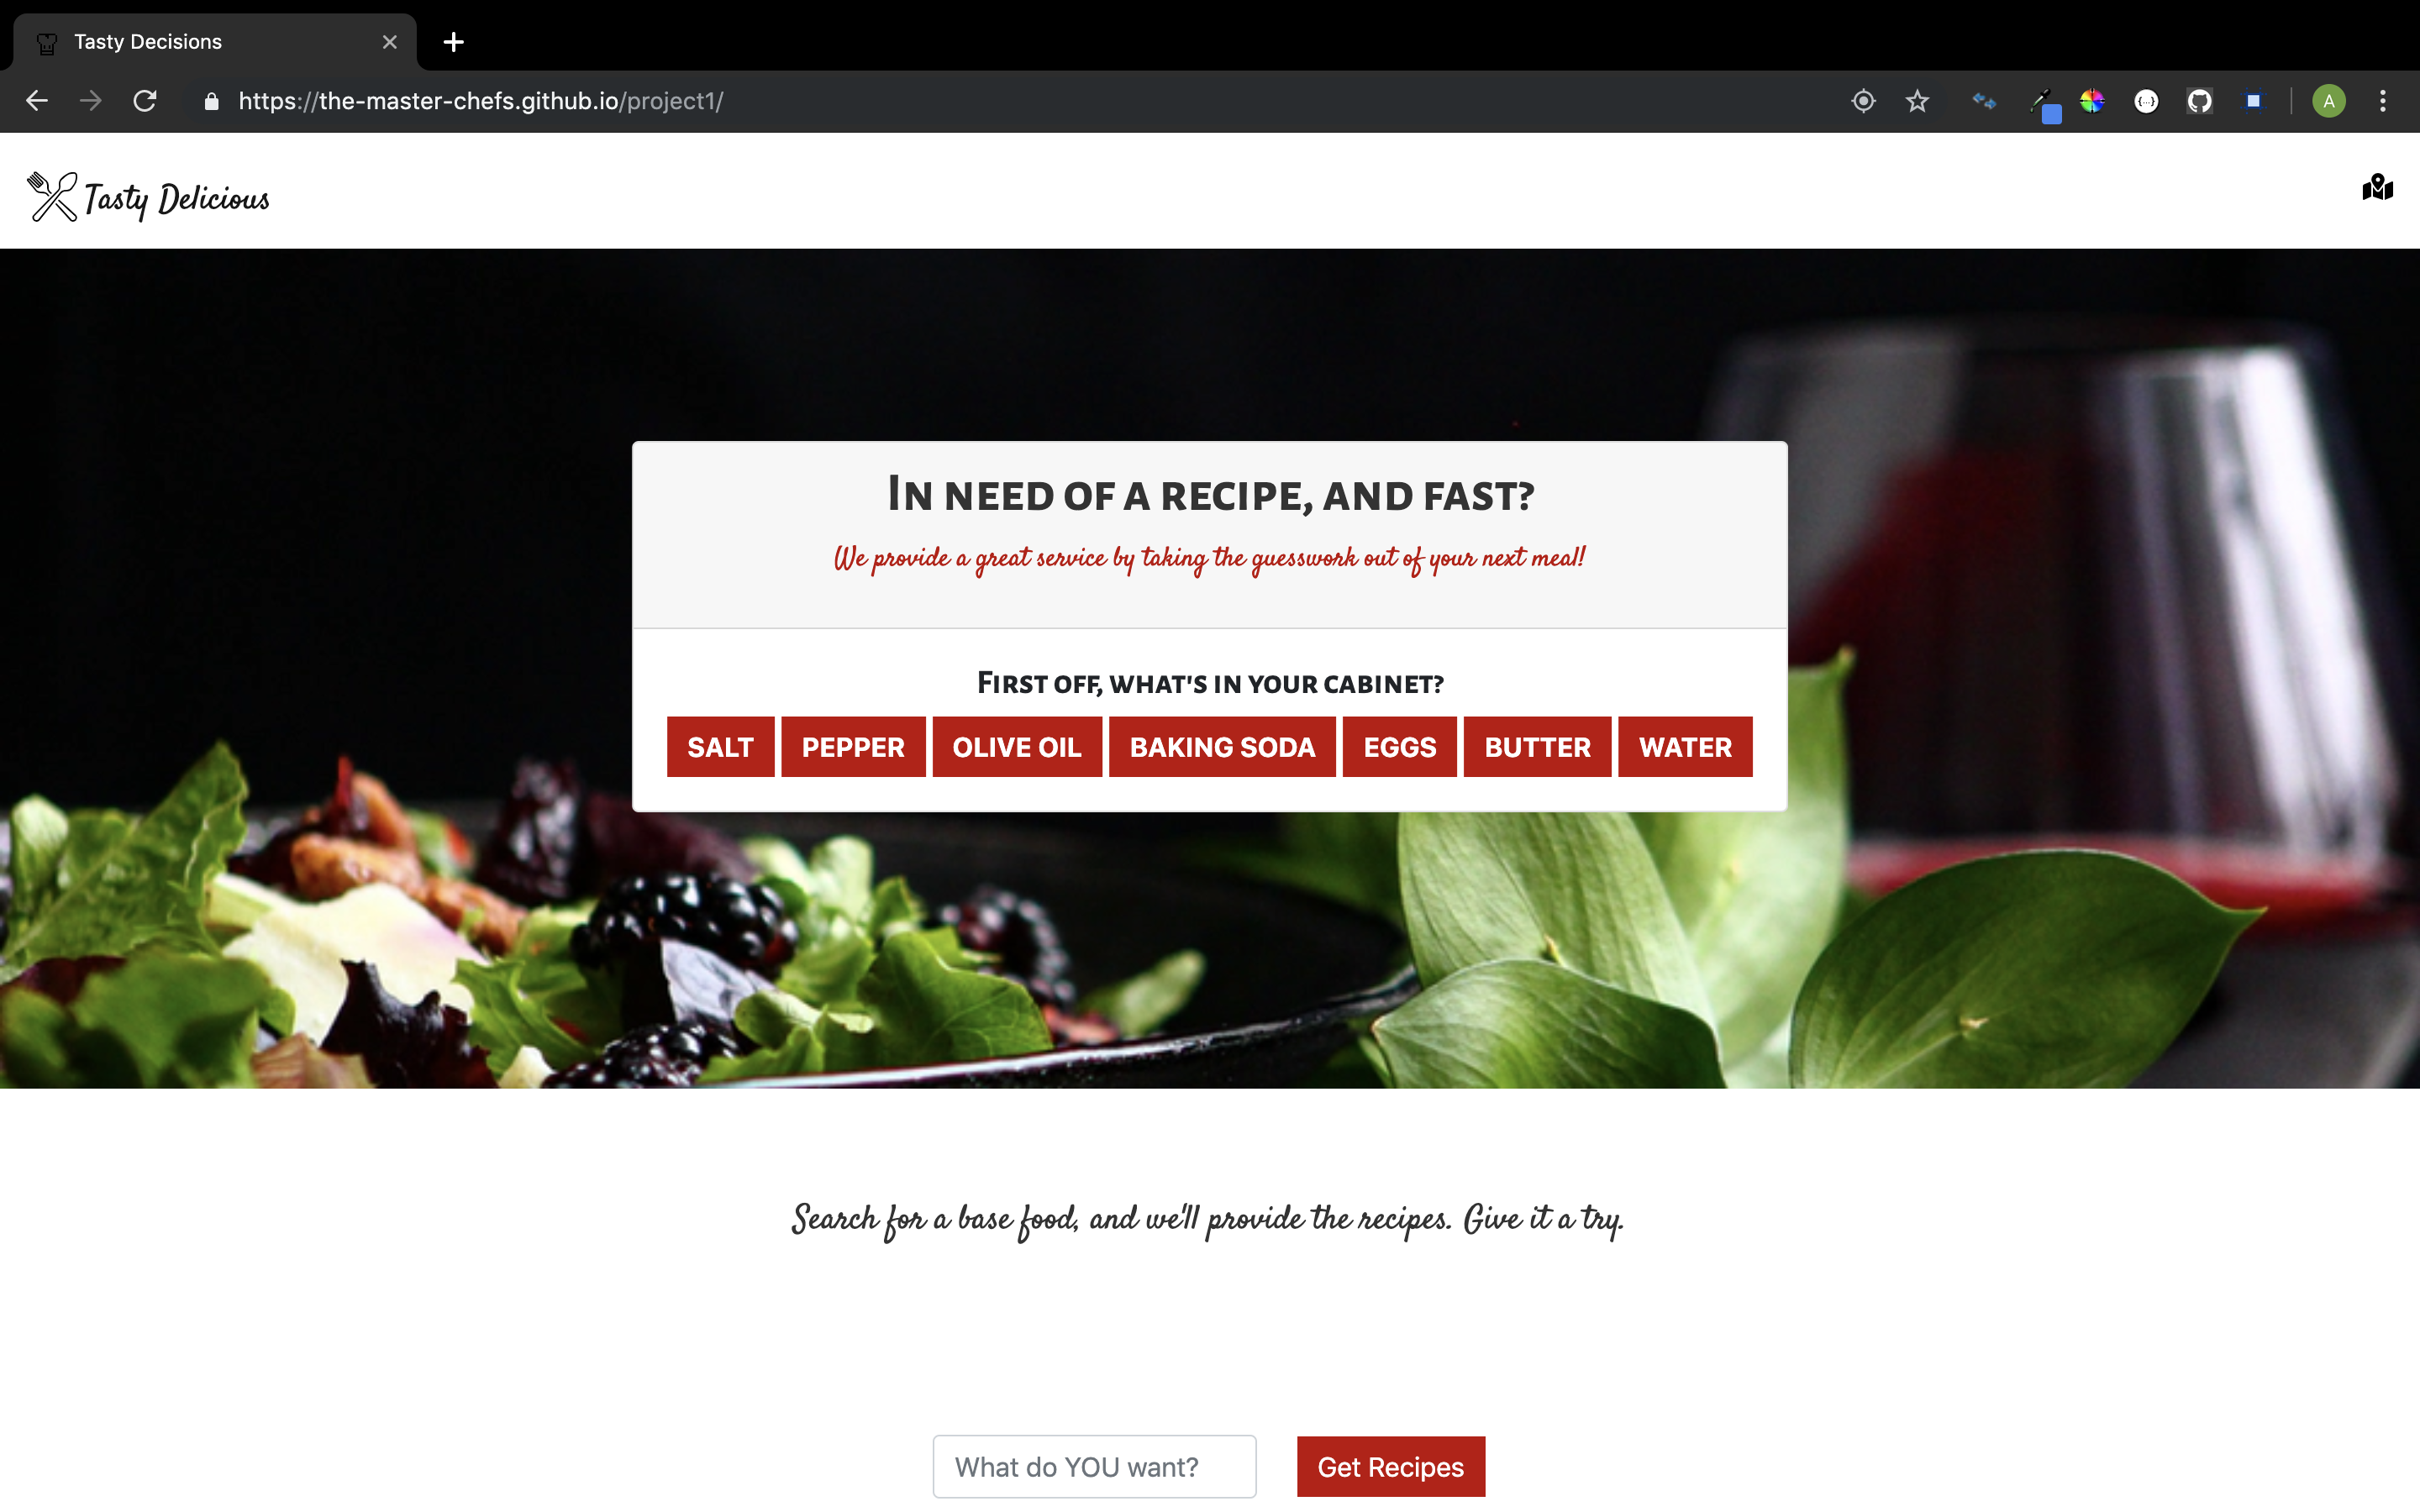 Tasty Decisions
https://the-master-chefs.github.io/project1/
A
Tasty Delicious
In need of a recipe, and fast?
We provide a great service by taking the guesswork out of your next meal!
First off, what's in your cabinet?
SALT PEPPER OLIVE OIL BAKING SODA EGGS BUTTER WATER
Search for a base food, and we'll provide the recipes. Give it a try.
What do YOU want? Get Recipes